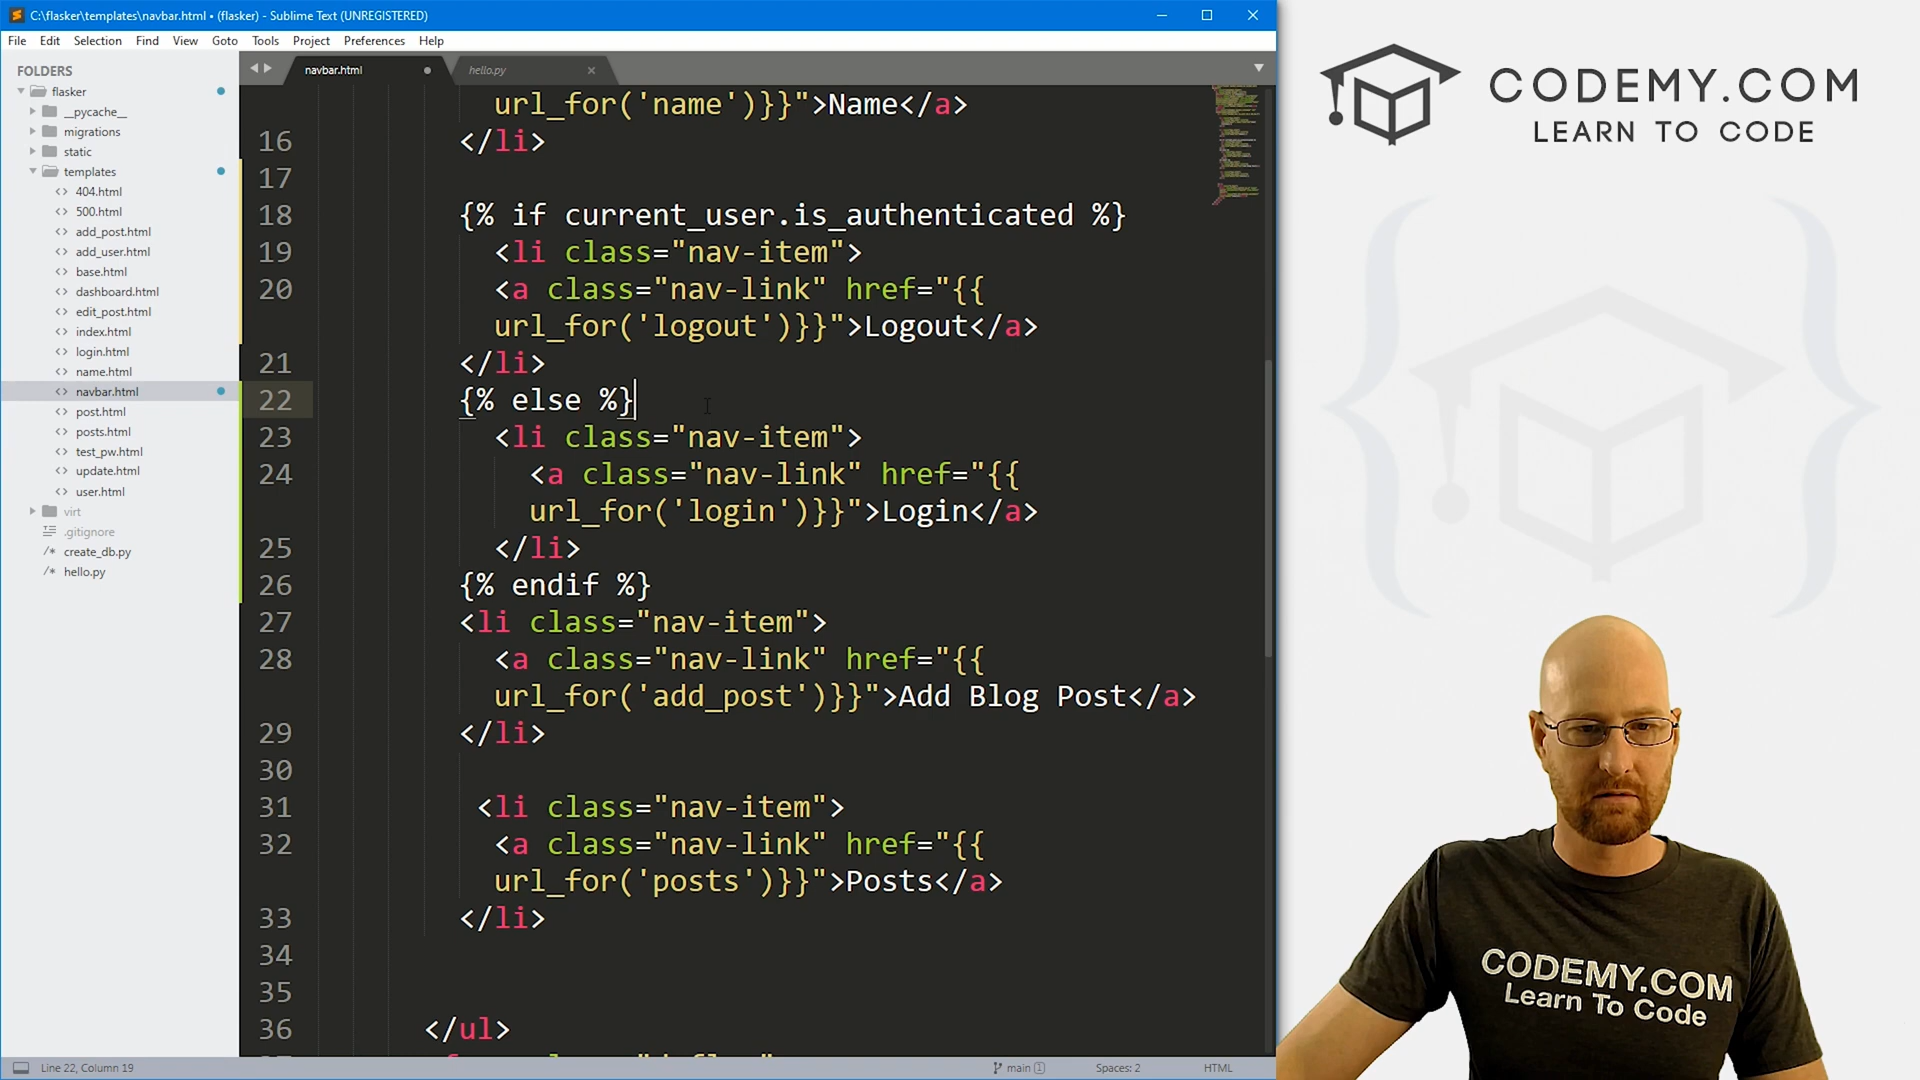 C:\flasker\templates\navbar.html • (flasker) - Sublime Text (UNREGISTERED)
File Edit Selection Find View Goto Tools Project Preferences Help
FOLDERS
flasker
__pycache__
migrations
static
templates
404.html
500.html
add_post.html
add_user.html
base.html
dashboard.html
edit_post.html
index.html
login.html
name.html
navbar.html
post.html
posts.html
test_pw.html
update.html
user.html
virt
.gitignore
create_db.py
hello.py
navbar.html hello.py
url_for('name')}}">Name</a>
16 </li>
17
18 {% if current_user.is_authenticated %}
19 <li class="nav-item">
20 <a class="nav-link" href="{{
url_for('logout')}}">Logout</a>
21 </li>
22 {% else %}
23 <li class="nav-item">
24 <a class="nav-link" href="{{
url_for('login')}}">Login</a>
25 </li>
26 {% endif %}
27 <li class="nav-item">
28 <a class="nav-link" href="{{
url_for('add_post')}}">Add Blog Post</a>
29 </li>
30
31 <li class="nav-item">
32 <a class="nav-link" href="{{
url_for('posts')}}">Posts</a>
33 </li>
34
35
36 </ul>
Line 22, Column 19 main 1 Spaces: 2 HTML
CODEMY.COM
LEARN TO CODE
CODEMY.COM
Learn To Code